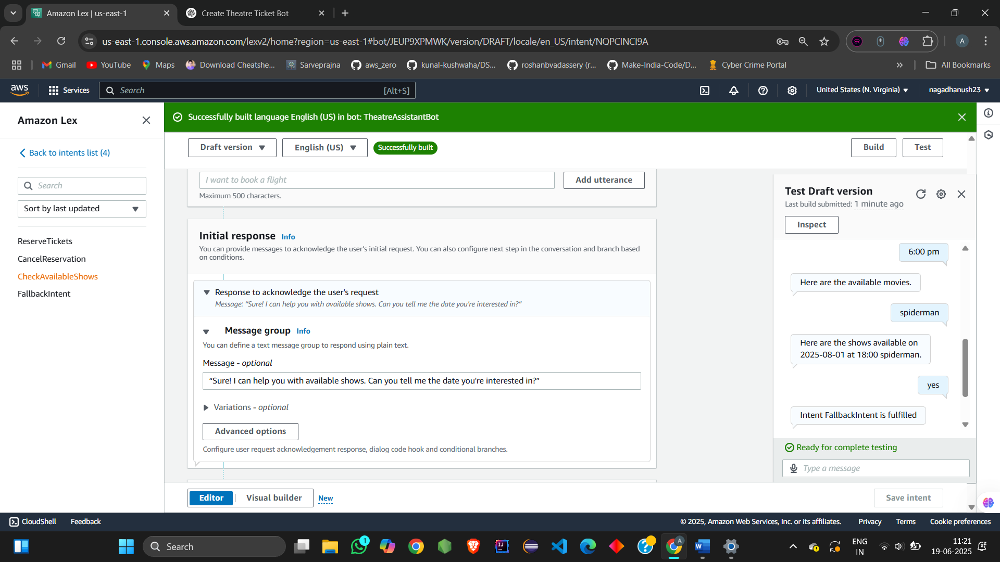 Amazon Lex | us-east-1
Create Theatre Ticket Bot
us-east-1.console.aws.amazon.com/lexv2/home?region=us-east-1#bot/JEUP9XPMWK/version/DRAFT/locale/en_US/intent/NQPCINCI9A
A
Gmail
YouTube
Maps
Download Cheatshe...
Sarveprajna
aws_zero
kunal-kushwaha/DS...
roshanbvadassery (r...
Make-India-Code/D...
Cyber Crime Portal
All Bookmarks
aws
Services
Search
[Alt+S]
United States (N. Virginia)
nagadhanush23
Amazon Lex
Back to intents list (4)
Search
Sort by last updated
ReserveTickets
CancelReservation
CheckAvailableShows
FallbackIntent
Successfully built language English (US) in bot: TheatreAssistantBot
Draft version
English (US)
Successfully built
Build
Test
I want to book a flight
Add utterance
Maximum 500 characters.
Initial response Info
You can provide messages to acknowledge the user's initial request. You can also configure next step in the conversation and branch based
on conditions.
Response to acknowledge the user's request
Message: “Sure! I can help you with available shows. Can you tell me the date you're interested in?”
Message group Info
You can define a text message group to respond using plain text.
Message - optional
“Sure! I can help you with available shows. Can you tell me the date you're interested in?”
Variations - optional
Advanced options
Configure user request acknowledgement response, dialog code hook and conditional branches.
Editor
Visual builder
New
Save intent
Test Draft version
Last build submitted: 1 minute ago
Inspect
6:00 pm
Here are the available movies.
spiderman
Here are the shows available on
2025-08-01 at 18:00 spiderman.
yes
Intent FallbackIntent is fulfilled
Ready for complete testing
Type a message
CloudShell
Feedback
© 2025, Amazon Web Services, Inc. or its affiliates.
Privacy
Terms
Cookie preferences
Search
1
A
ENG
IN
11:21
19-06-2025